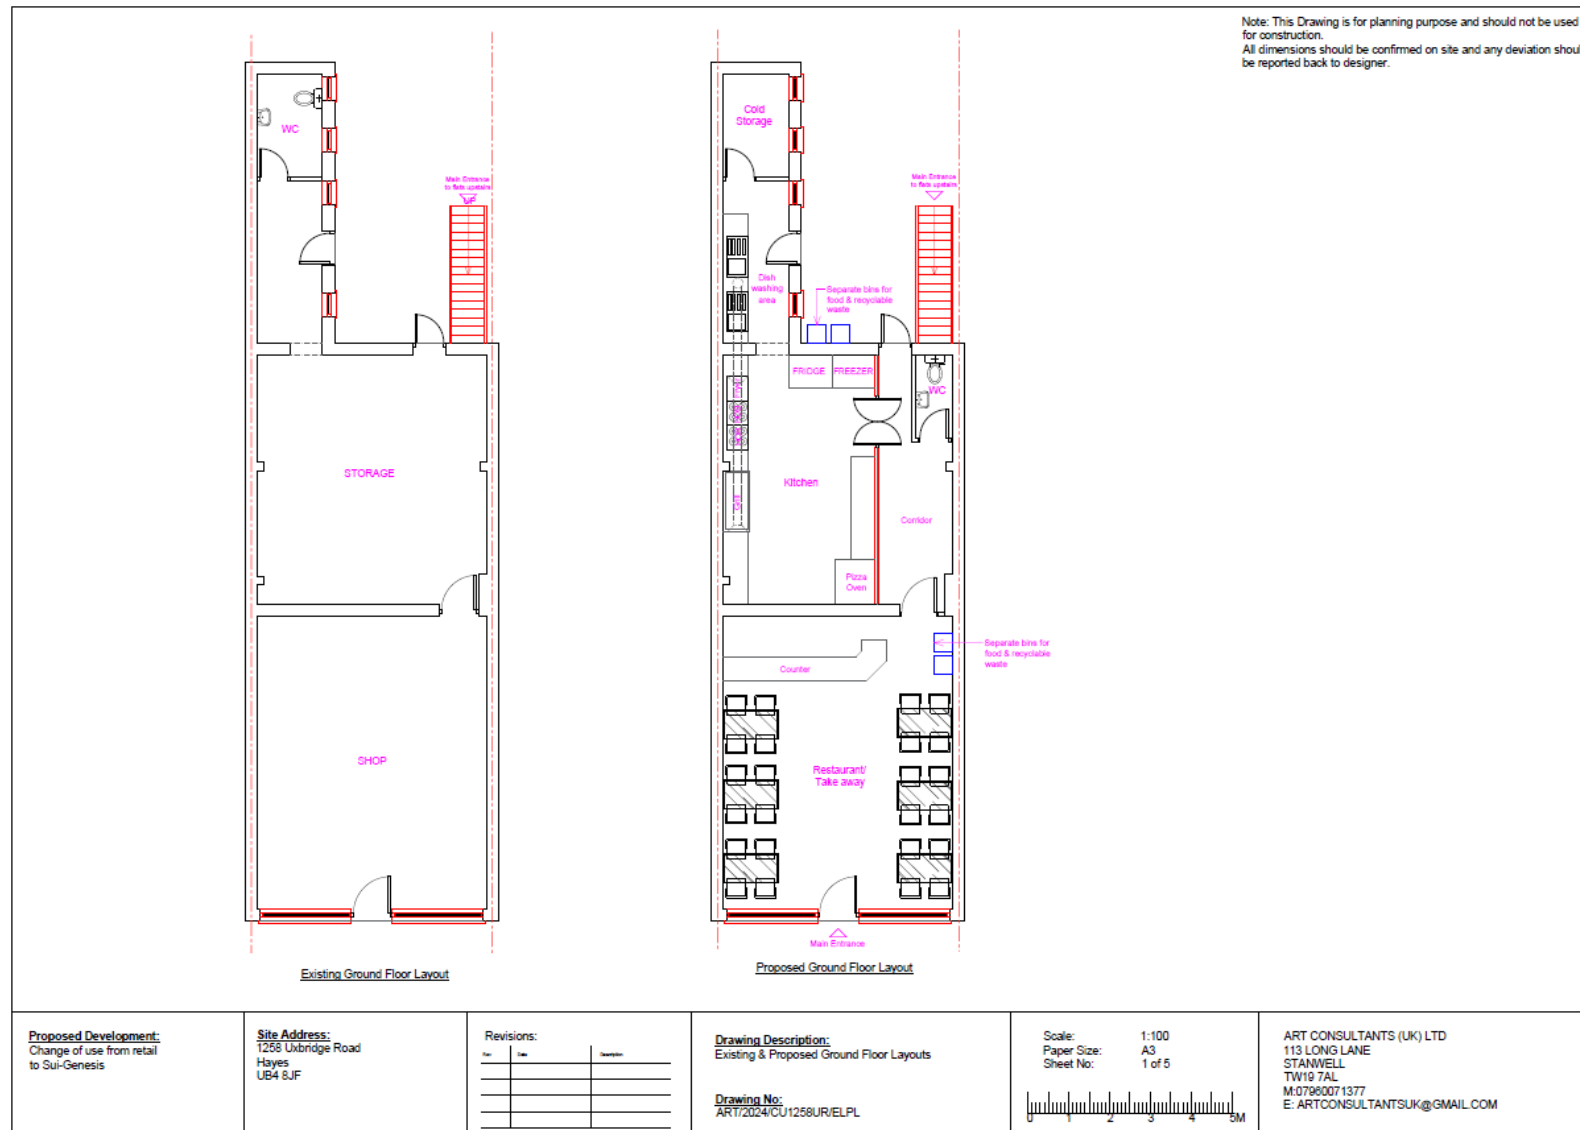 Note: This Drawing is for planning purpose and should not be used
for construction.
All dimensions should be confirmed on site and any deviation shoul
be reported back to designer.
WC
Main Entrance
to flats upstairs
UP
STORAGE
SHOP
Existing Ground Floor Layout
Cold
Storage
Main Entrance
to flats upstairs
Dish
washing
area
Separate bins for
food & recyclable
waste
FRIDGE
FREEZER
WC
Kitchen
Corridor
Pizza
Oven
Separate bins for
food & recyclable
waste
Counter
Restaurant/
Take away
Main Entrance
Proposed Ground Floor Layout
Proposed Development:
Change of use from retail
to Sui-Genesis
Site Address:
1258 Uxbridge Road
Hayes
UB4 8JF
Revisions:
Rev Date Description
Drawing Description:
Existing & Proposed Ground Floor Layouts
Drawing No:
ART/2024/CU1258UR/ELPL
Scale: 1:100
Paper Size: A3
Sheet No: 1 of 5
0 1 2 3 4 5M
ART CONSULTANTS (UK) LTD
113 LONG LANE
STANWELL
TW19 7AL
M:07960071377
E: ARTCONSULTANTSUK@GMAIL.COM